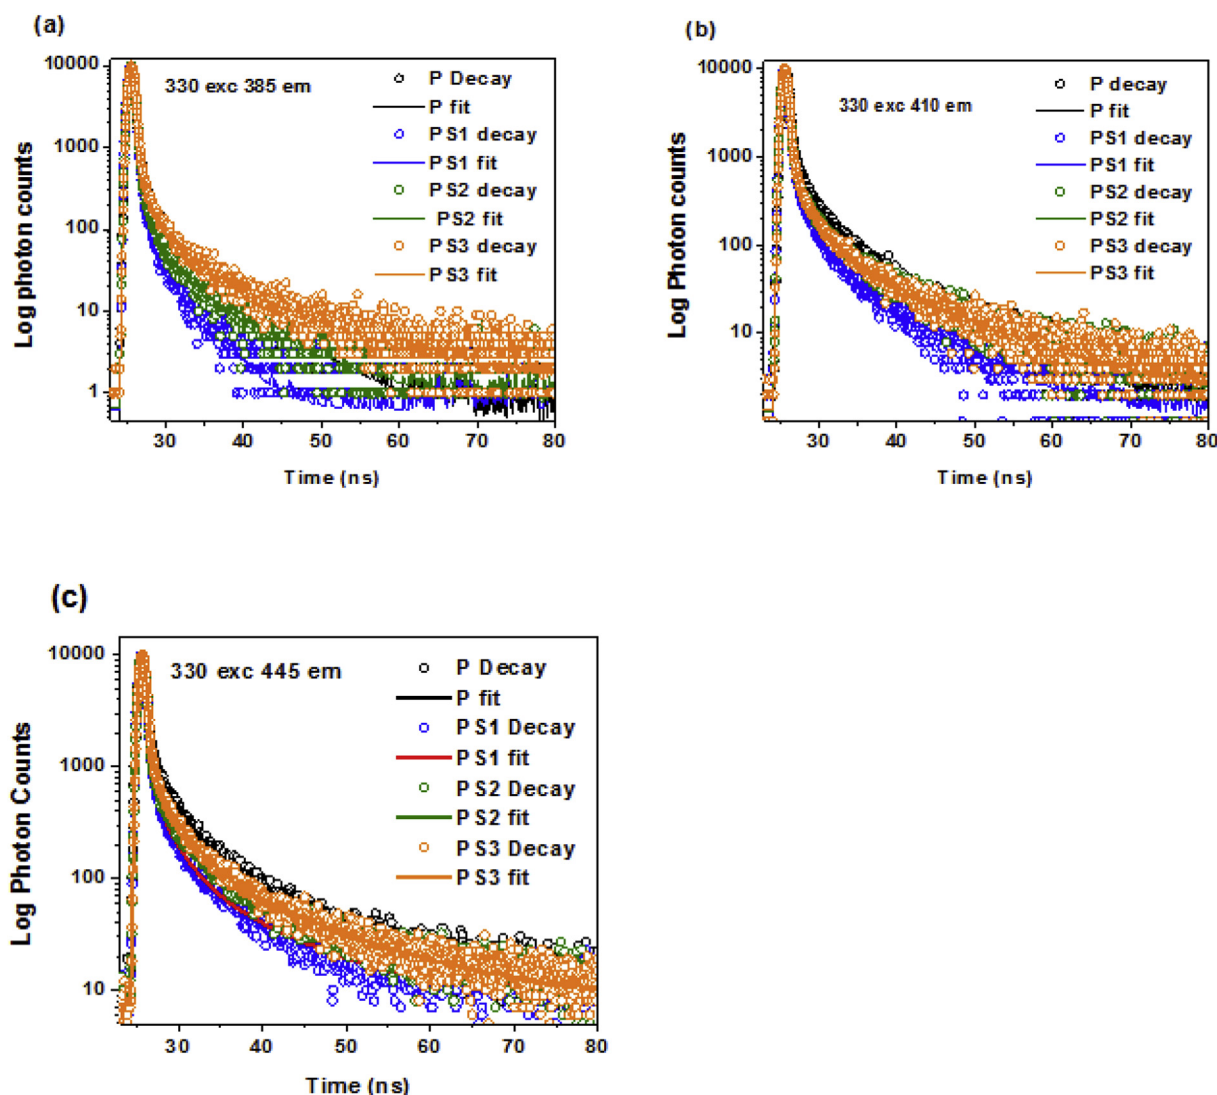 (a)
330 exc 385 em
P Decay
P fit
PS1 decay
PS1 fit
PS2 decay
PS2 fit
PS3 decay
PS3 fit
10000
1000
100
10
1
Log photon counts
30 40 50 60 70 80
Time (ns)
(b)
330 exc 410 em
P decay
P fit
PS1 decay
PS1 fit
PS2 decay
PS2 fit
PS3 decay
PS3 fit
10000
1000
100
10
Log Photon counts
30 40 50 60 70 80
Time (ns)
(c)
330 exc 445 em
P Decay
P fit
PS1 Decay
PS1 fit
PS2 Decay
PS2 fit
PS3 Decay
PS3 fit
10000
1000
100
10
Log Photon Counts
30 40 50 60 70 80
Time (ns)